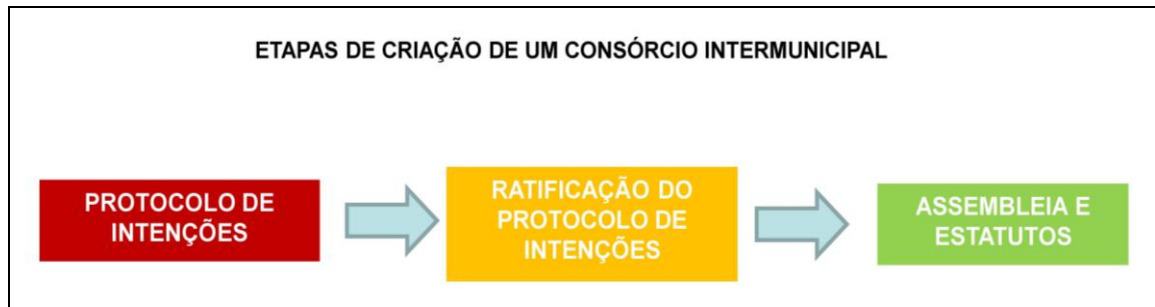 ETAPAS DE CRIAÇÃO DE UM CONSÓRCIO INTERMUNICIPAL
PROTOCOLO DE
INTENÇÕES
RATIFICAÇÃO DO
PROTOCOLO DE
INTENÇÕES
ASSEMBLEIA E
ESTATUTOS